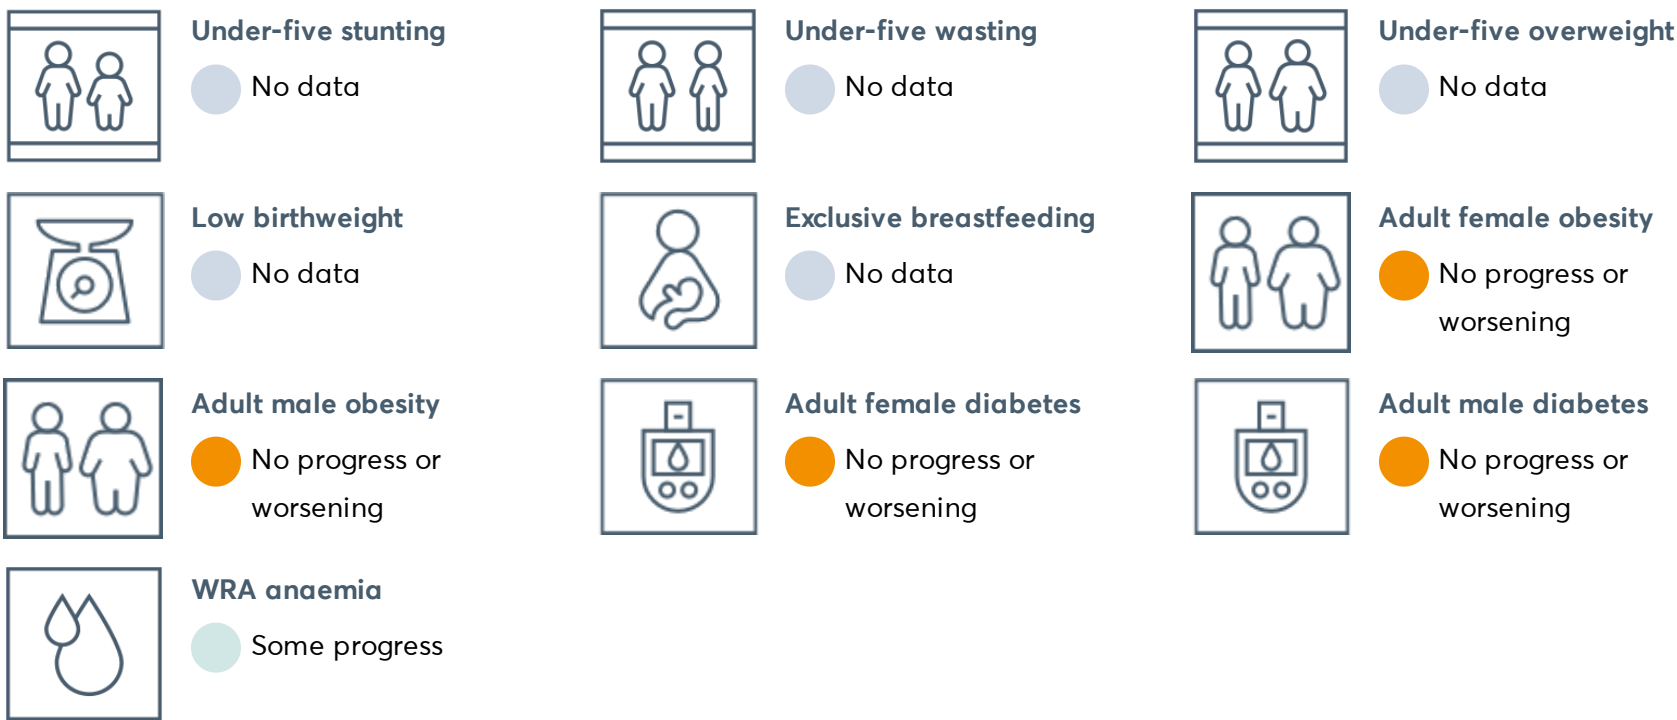 Under-five stunting
No data
Under-five wasting
No data
Under-five overweight
No data
Low birthweight
No data
Exclusive breastfeeding
No data
Adult female obesity
No progress or
worsening
Adult male obesity
No progress or
worsening
Adult female diabetes
No progress or
worsening
Adult male diabetes
No progress or
worsening
WRA anaemia
Some progress